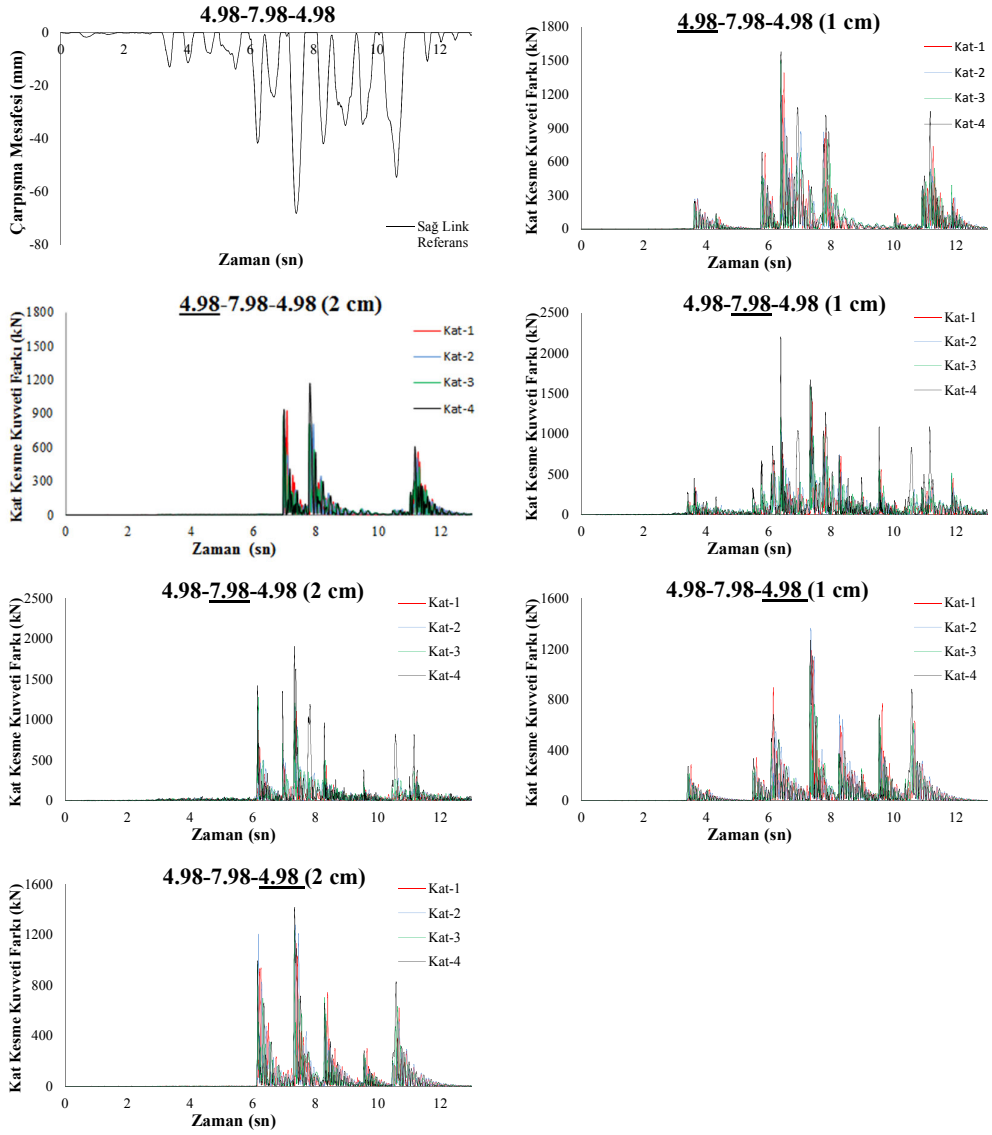 4.98-7.98-4.98
Çarpışma Mesafesi (mm)
0
-20
-40
-60
-80
0 2 4 6 8 10 12
Sağ Link
Referans
Zaman (sn)
4.98-7.98-4.98 (1 cm)
Kat Kesme Kuvveti Farkı (kN)
1800
1500
1200
900
600
300
0
0 2 4 6 8 10 12
Kat-1
Kat-2
Kat-3
Kat-4
Zaman (sn)
4.98-7.98-4.98 (2 cm)
Kat Kesme Kuvveti Farkı (kN)
1800
1500
1200
900
600
300
0
0 2 4 6 8 10 12
Kat-1
Kat-2
Kat-3
Kat-4
Zaman (sn)
4.98-7.98-4.98 (1 cm)
Kat Kesme Kuvveti Farkı (kN)
2500
2000
1500
1000
500
0
0 2 4 6 8 10 12
Kat-1
Kat-2
Kat-3
Kat-4
Zaman (sn)
4.98-7.98-4.98 (2 cm)
Kat Kesme Kuvveti Farkı (kN)
2500
2000
1500
1000
500
0
0 2 4 6 8 10 12
Kat-1
Kat-2
Kat-3
Kat-4
Zaman (sn)
4.98-7.98-4.98 (1 cm)
Kat Kesme Kuvveti Farkı (kN)
1600
1200
800
400
0
0 2 4 6 8 10 12
Kat-1
Kat-2
Kat-3
Kat-4
Zaman (sn)
4.98-7.98-4.98 (2 cm)
Kat Kesme Kuvveti Farkı (kN)
1600
1200
800
400
0
0 2 4 6 8 10 12
Kat-1
Kat-2
Kat-3
Kat-4
Zaman (sn)